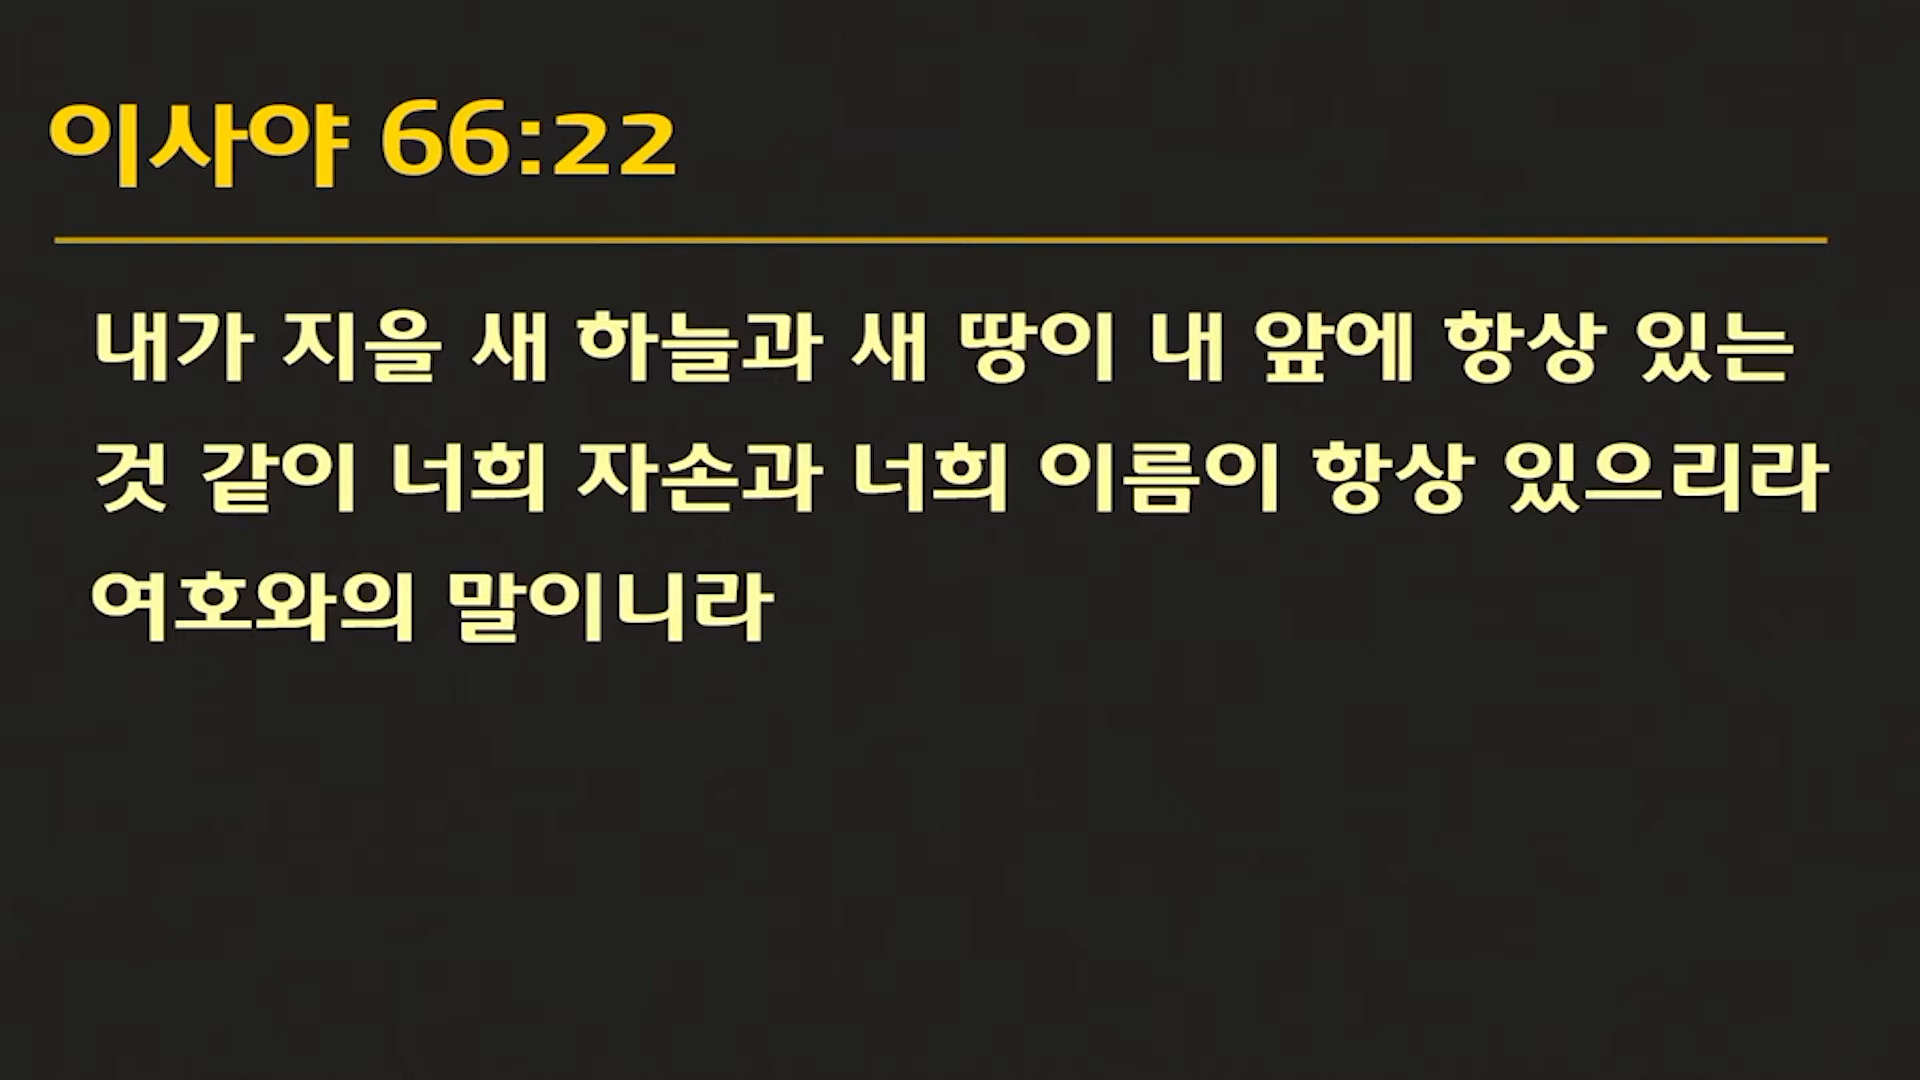 이사야 66:22
내가 지을 새 하늘과 새 땅이 내 앞에 항상 있는
것 같이 너희 자손과 너희 이름이 항상 있으리라
여호와의 말이니라